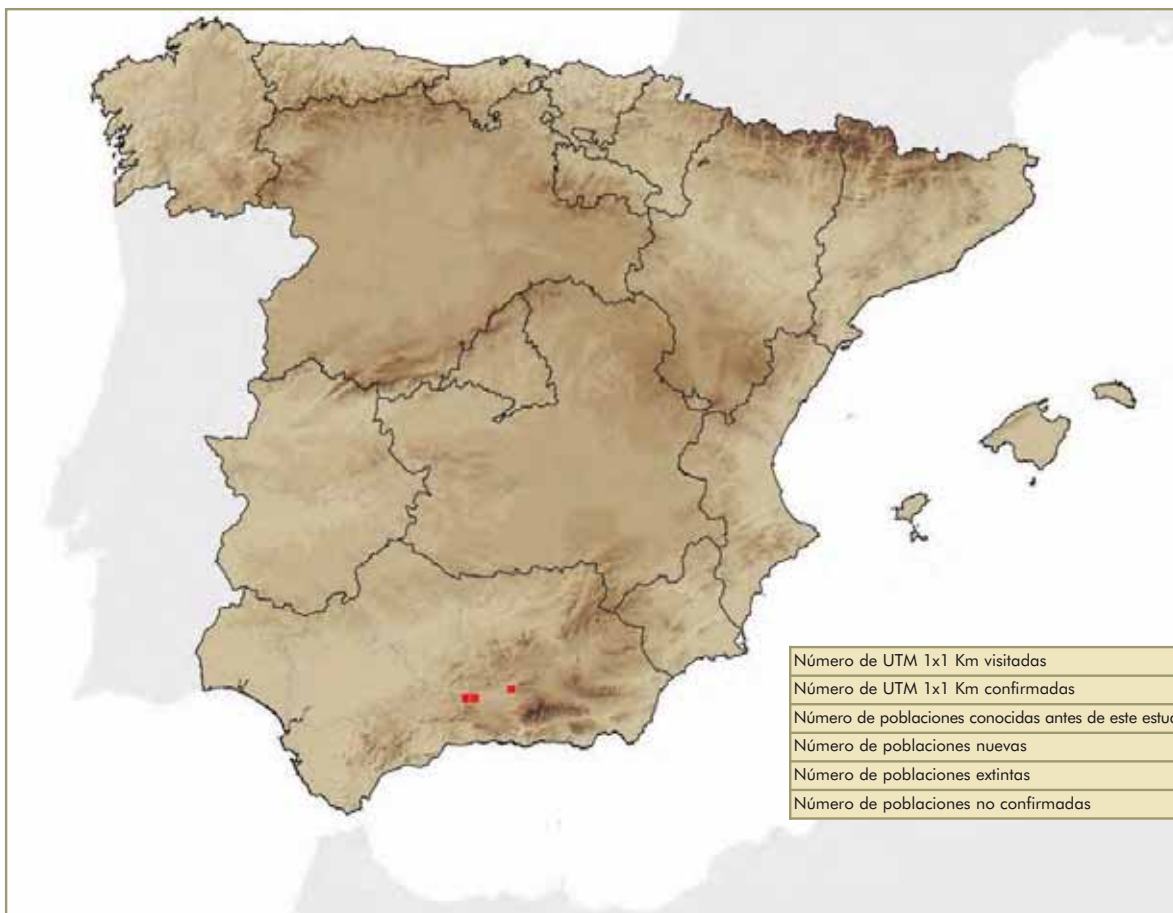 Número de UTM 1x1 Km visitadas
Número de UTM 1x1 Km confirmadas
Número de poblaciones conocidas antes de este estu
Número de poblaciones nuevas
Número de poblaciones extintas
Número de poblaciones no confirmadas